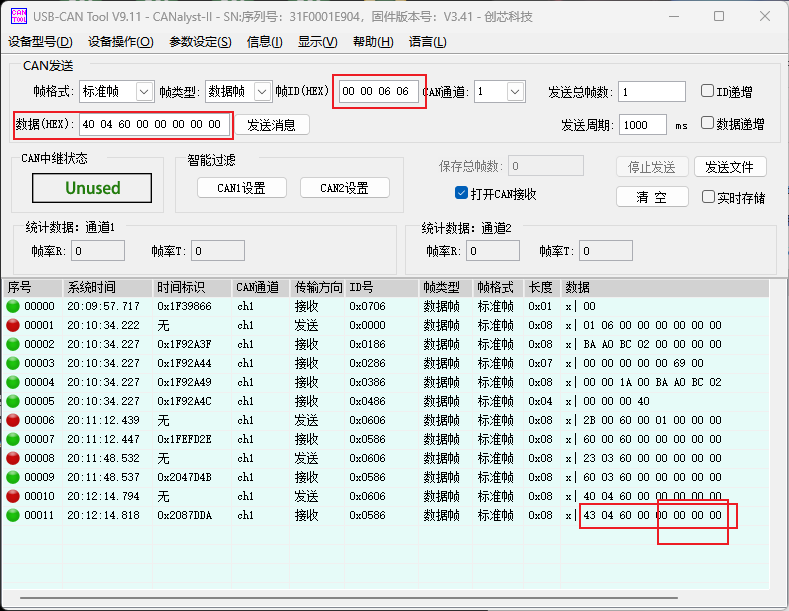 USB-CAN Tool V9.11 - CANalyst-II - SN:序列号: 31F0001E904, 固件版本号: V3.41 - 创芯科技
设备型号(D) 设备操作(O) 参数设定(S) 信息(I) 显示(V) 帮助(H) 语言(L)
CAN发送
帧格式: 标准帧 帧类型: 数据帧 帧ID(HEX) 00 00 06 06 CAN通道: 1 发送总帧数: 1 ID递增
数据(HEX): 40 04 60 00 00 00 00 00 发送消息 发送周期: 1000 ms 数据递增
CAN中继状态 智能过滤 保存总帧数: 0 停止发送 发送文件
Unused CAN1设置 CAN2设置 打开CAN接收 清 空 实时存储
统计数据: 通道1 统计数据: 通道2
帧率R: 0 帧率T: 0 帧率R: 0 帧率T: 0
序号 系统时间 时间标识 CAN通道 传输方向 ID号 帧类型 帧格式 长度 数据
00000 20:09:57.717 0x1F39866 ch1 接收 0x0706 数据帧 标准帧 0x01 x| 00
00001 20:10:34.222 无 ch1 发送 0x0000 数据帧 标准帧 0x08 x| 01 06 00 00 00 00 00 00
00002 20:10:34.227 0x1F92A3F ch1 接收 0x0186 数据帧 标准帧 0x08 x| BA A0 BC 02 00 00 00 00
00003 20:10:34.227 0x1F92A44 ch1 接收 0x0286 数据帧 标准帧 0x07 x| 00 00 00 00 00 69 00
00004 20:10:34.227 0x1F92A49 ch1 接收 0x0386 数据帧 标准帧 0x08 x| 00 00 1A 00 BA A0 BC 02
00005 20:10:34.227 0x1F92A4C ch1 接收 0x0486 数据帧 标准帧 0x04 x| 00 00 00 40
00006 20:11:12.439 无 ch1 发送 0x0606 数据帧 标准帧 0x08 x| 2B 00 60 00 01 00 00 00
00007 20:11:12.447 0x1FEFD2E ch1 接收 0x0586 数据帧 标准帧 0x08 x| 60 00 60 00 00 00 00 00
00008 20:11:48.532 无 ch1 发送 0x0606 数据帧 标准帧 0x08 x| 23 03 60 00 00 00 00 00
00009 20:11:48.537 0x2047D4B ch1 接收 0x0586 数据帧 标准帧 0x08 x| 60 03 60 00 00 00 00 00
00010 20:12:14.794 无 ch1 发送 0x0606 数据帧 标准帧 0x08 x| 40 04 60 00 00 00 00 00
00011 20:12:14.818 0x2087DDA ch1 接收 0x0586 数据帧 标准帧 0x08 x| 43 04 60 00 00 00 00 00